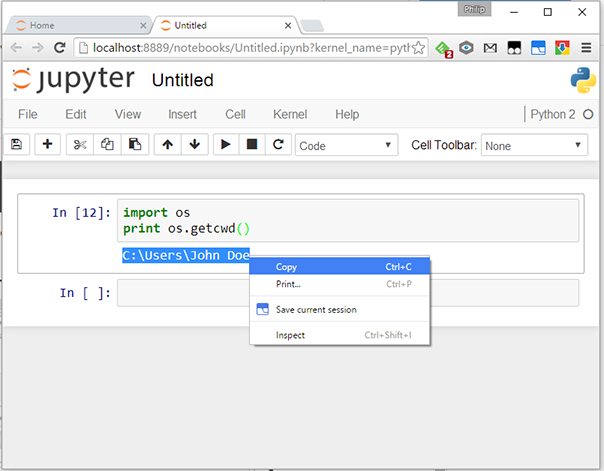 Philip
Home
Untitled
localhost:8889/notebooks/Untitled.ipynb?kernel_name=pyth
2
jupyter Untitled
File Edit View Insert Cell Kernel Help Python 2
Code Cell Toolbar: None
In [12]: import os
print os.getcwd()
C:\Users\John Doe
Copy Ctrl+C
In [ ]:
Print... Ctrl+P
Save current session
Inspect Ctrl+Shift+I